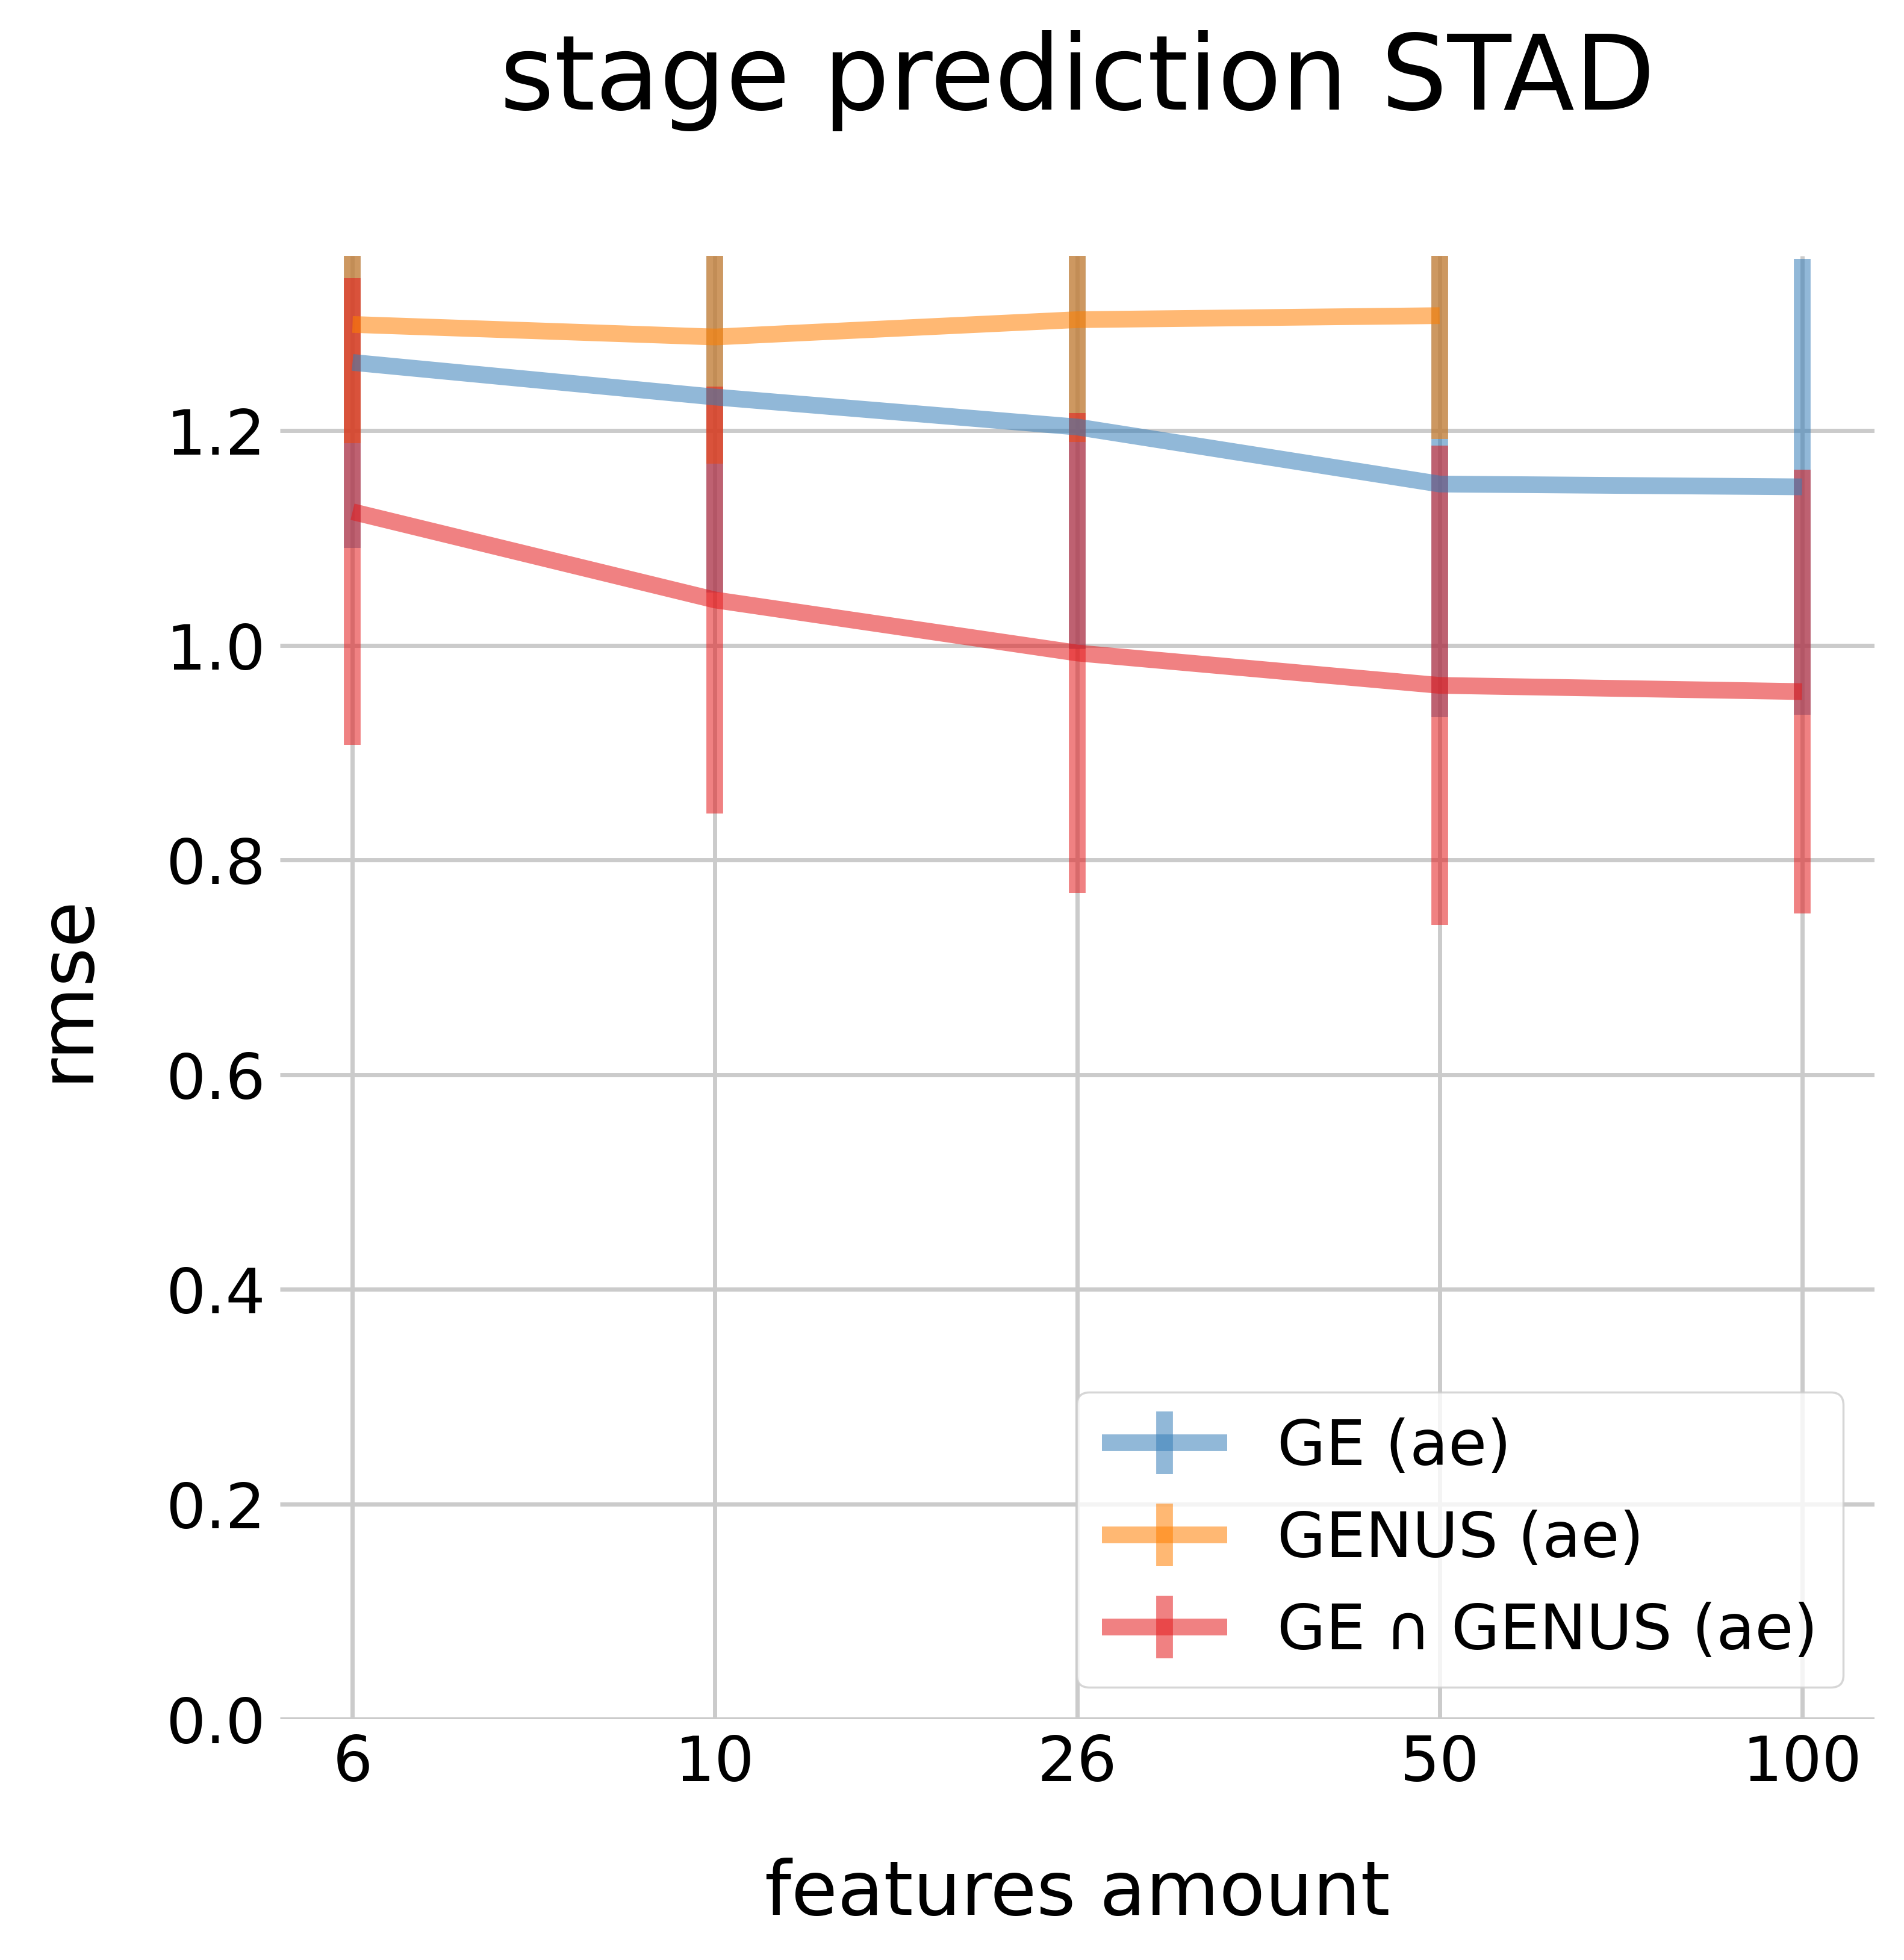 stage prediction STAD
rmse
1.2
1.0
0.8
0.6
0.4
0.2
0.0
6 10 26 50 100
features amount
GE (ae)
GENUS (ae)
GE ∩ GENUS (ae)